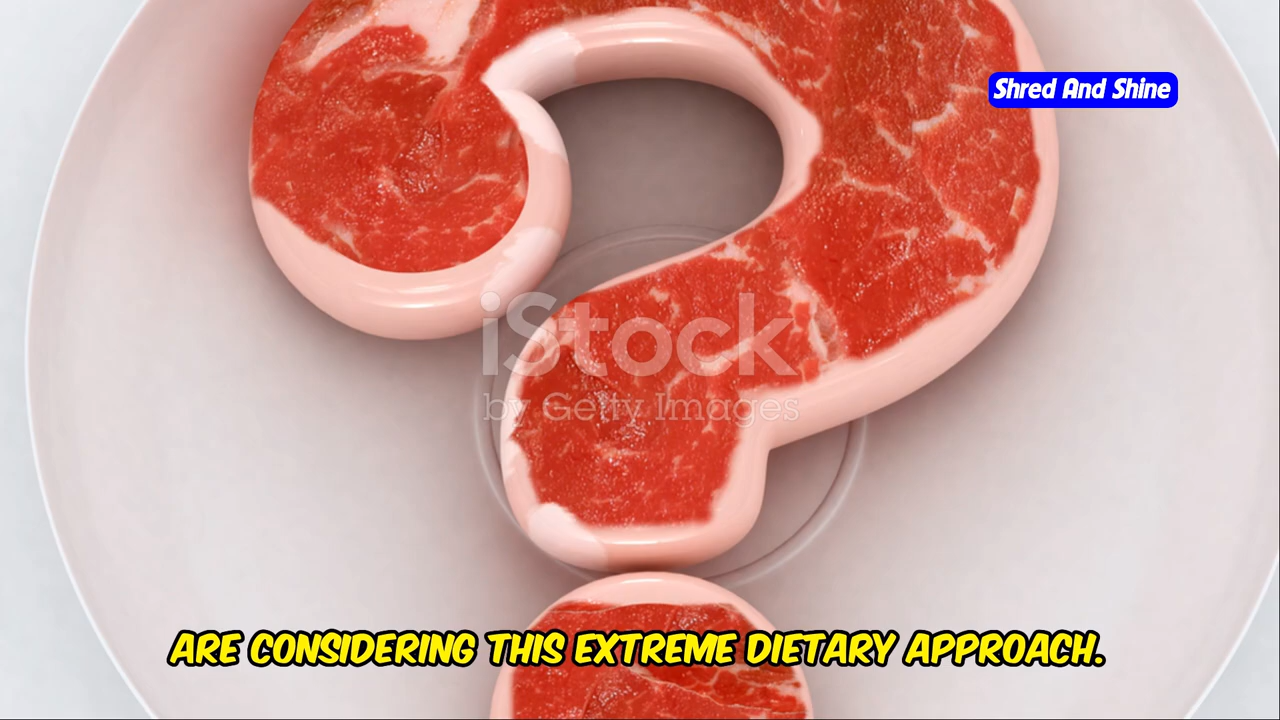 Shred And Shine
iStock
by Getty Images
ARE CONSIDERING THIS EXTREME DIETARY APPROACH.